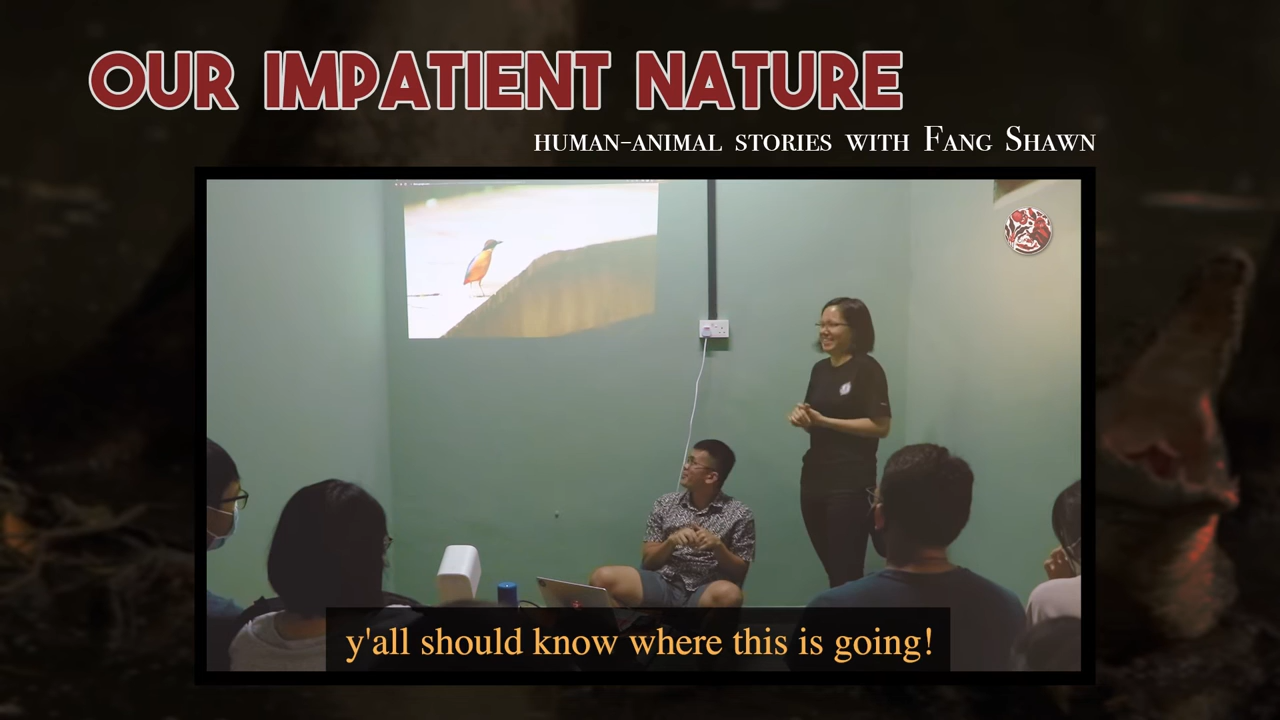 OUR IMPATIENT NATURE
HUMAN-ANIMAL STORIES WITH FANG SHAWN
y'all should know where this is going!